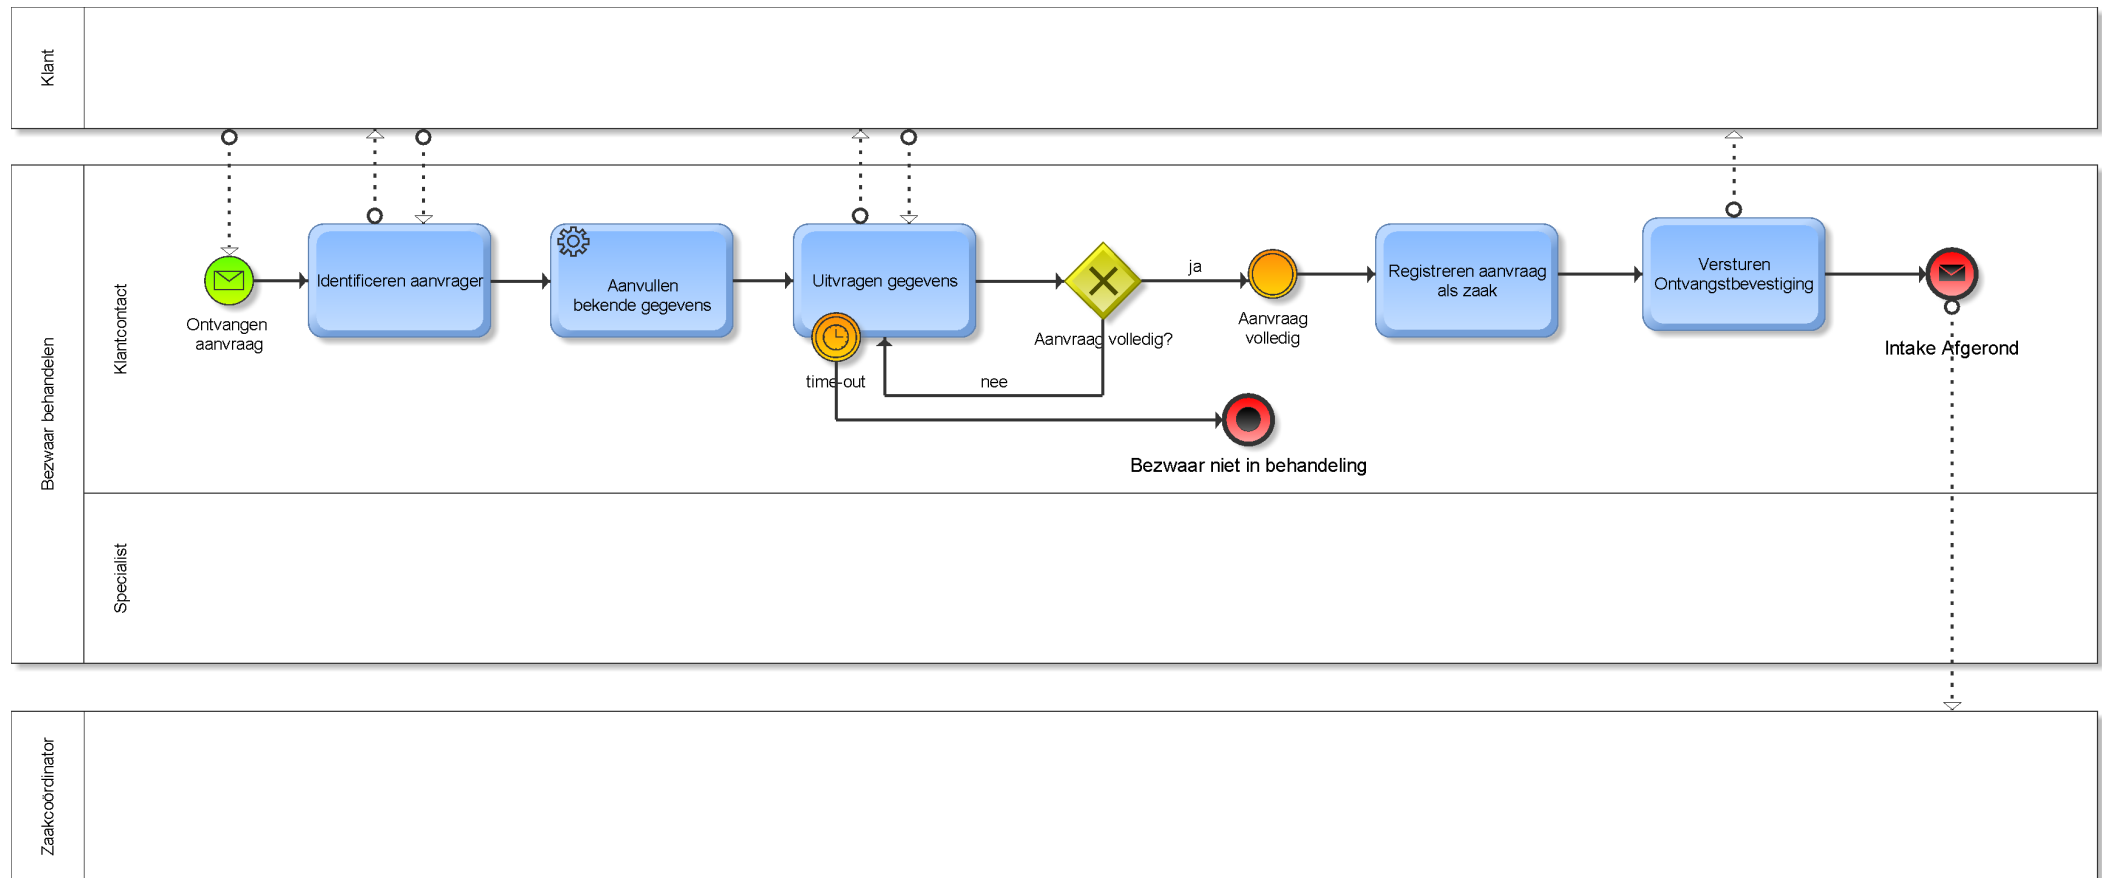 Klant
Bezwaar behandelen
Klantcontact
Ontvangen
aanvraag
Identificeren aanvrager
Aanvullen
bekende gegevens
Uitvragen gegevens
time-out
nee
Aanvraag volledig?
ja
Aanvraag
volledig
Registreren aanvraag
als zaak
Versturen
Ontvangstbevestiging
Intake Afgerond
Bezwaar niet in behandeling
Specialist
Zaakcoördinator